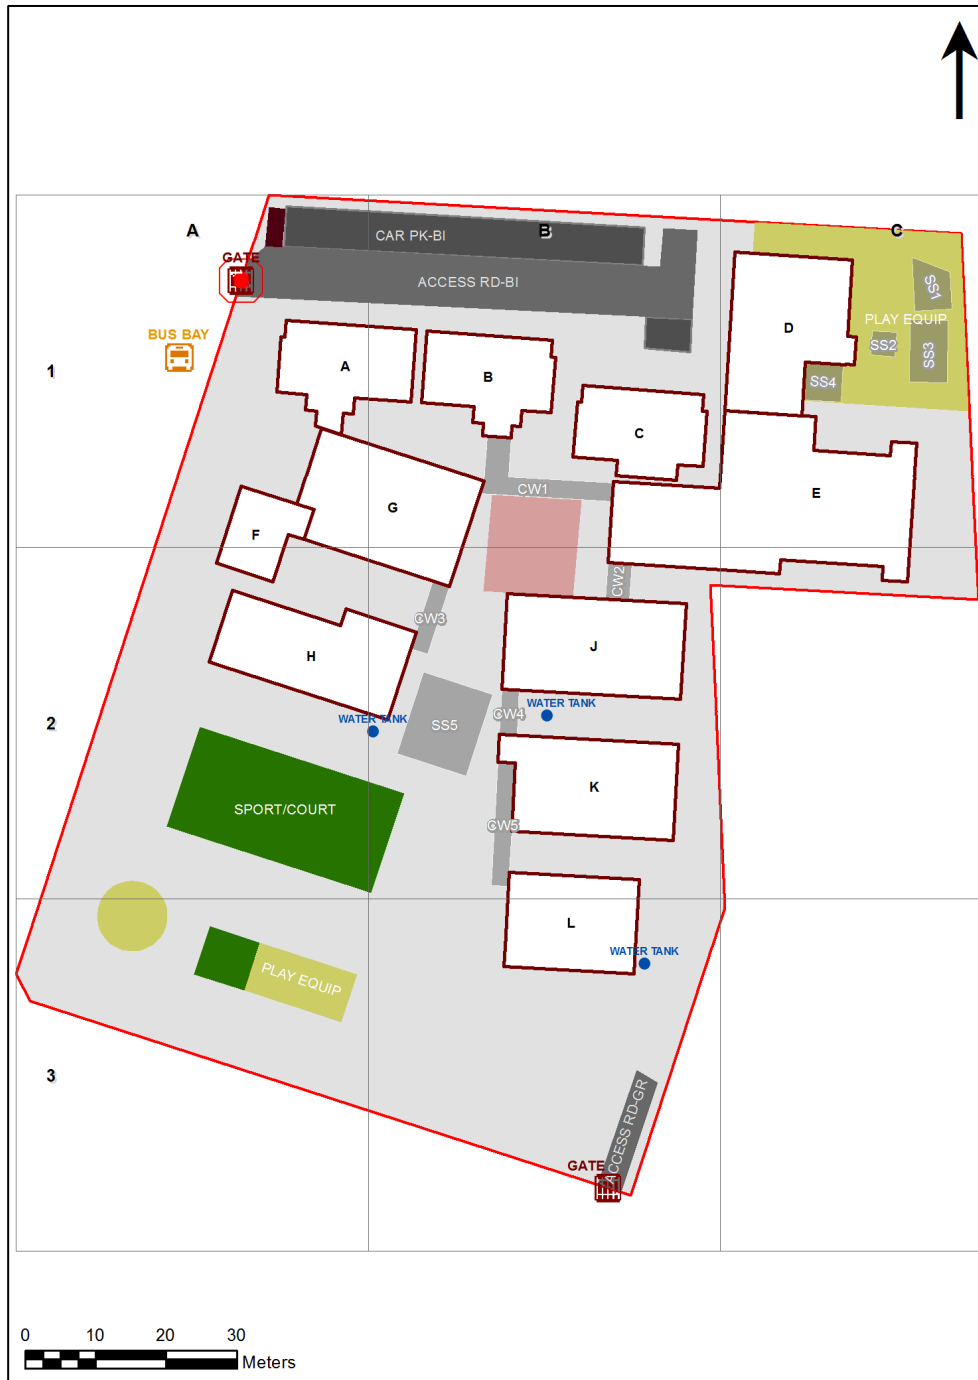 A
B
C
CAR PK-BI
GATE
ACCESS RD-BI
SS1
PLAY EQUIP
D
BUS BAY
SS2
SS3
1
A
B
SS4
C
CW1
E
G
F
CW2
CW3
J
H
WATER TANK
WATER TANK
CW4
SS5
2
K
SPORT/COURT
CW5
L
WATER TANK
PLAY EQUIP
3
ACCESS RD-GR
GATE
0 10 20 30
Meters